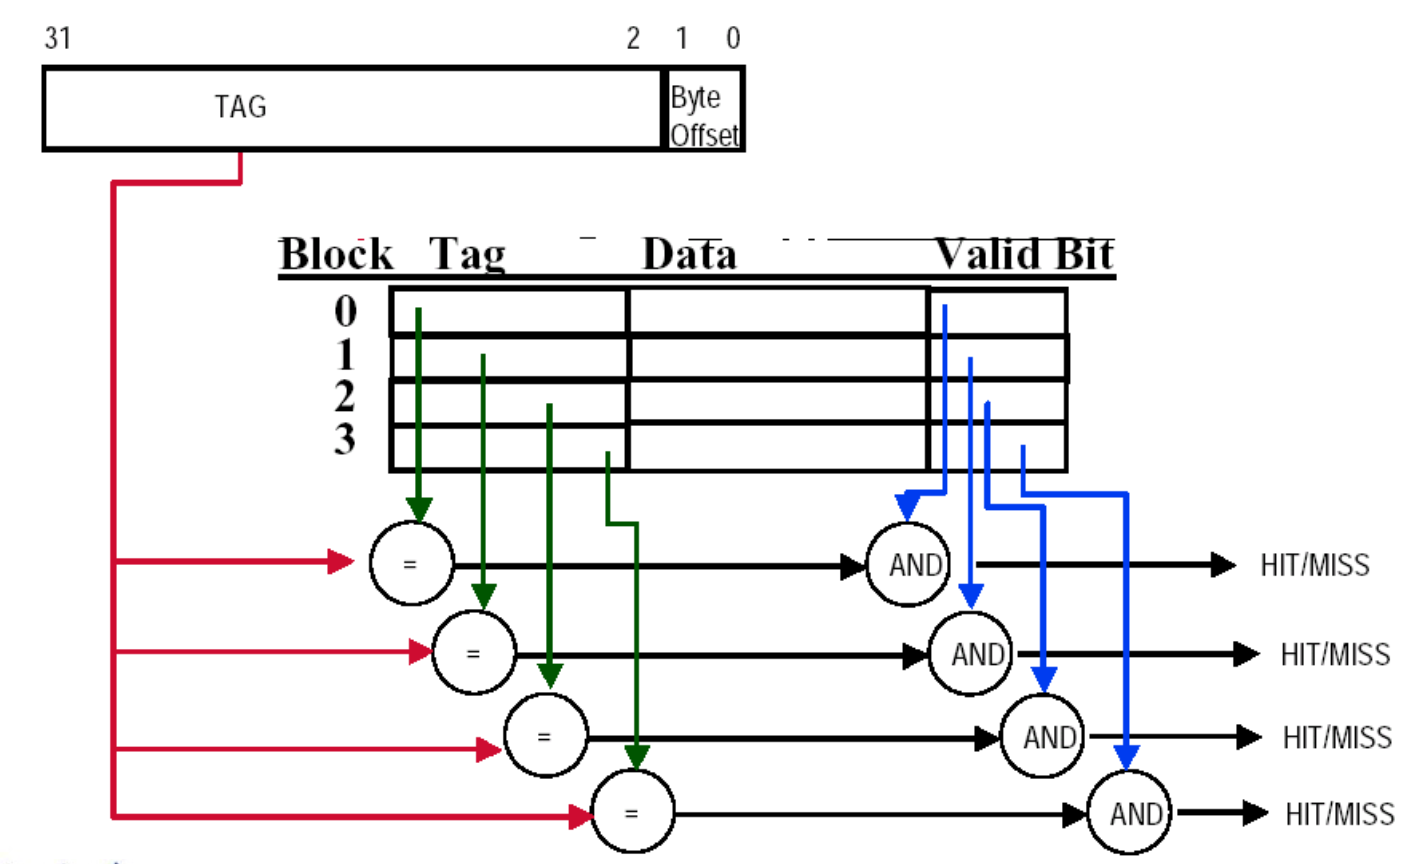 31 2 1 0
TAG
Byte
Offset
Block Tag Data Valid Bit
0
1
2
3
= AND HIT/MISS
= AND HIT/MISS
= AND HIT/MISS
= AND HIT/MISS